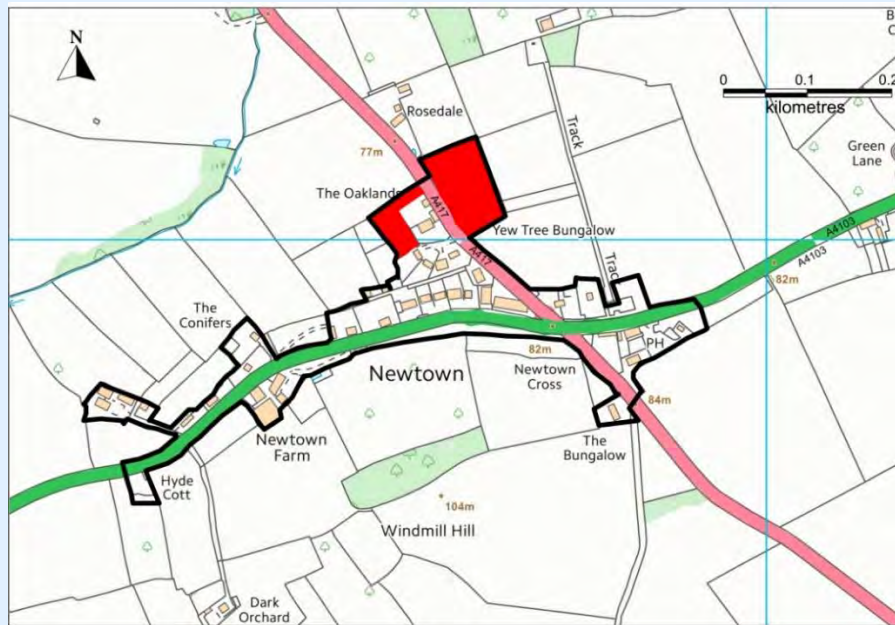 N
B
C
0 0.1 0.2
kilometres
Rosedale
Track
Green
Lane
77m
The Oaklands
A417
Yew Tree Bungalow
A417
Track
A4103
A4103
82m
The
Conifers
PH
82m
Newtown
Newtown
Cross
84m
Newtown
Farm
The
Bungalow
Hyde
Cott
104m
Windmill Hill
Dark
Orchard